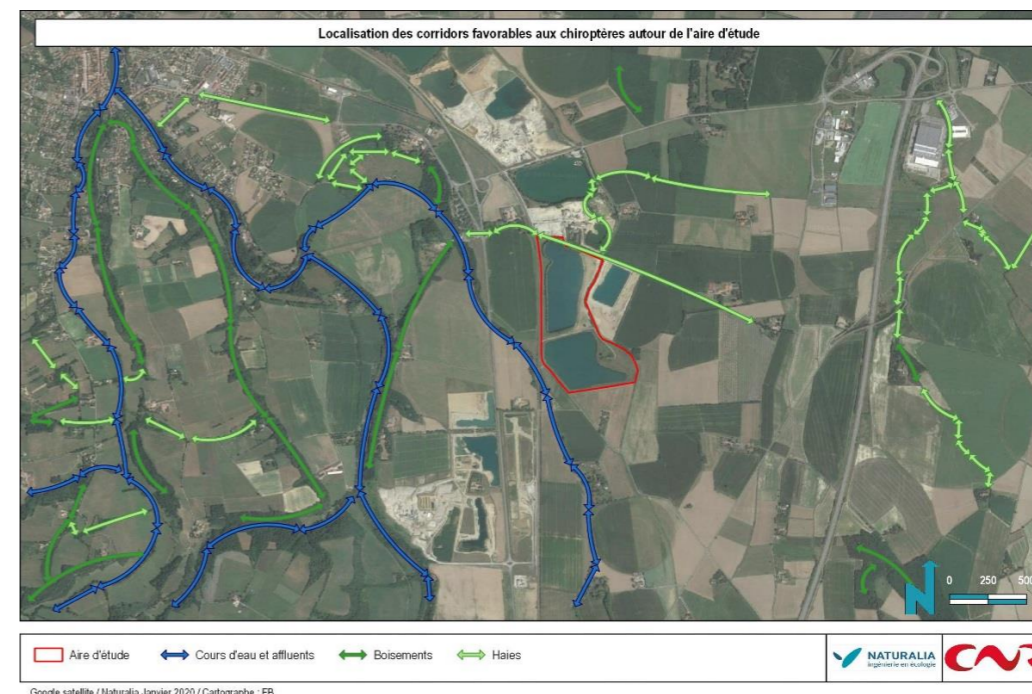 Localisation des corridors favorables aux chiroptères autour de l'aire d'étude
N
0 250 500
Aire d'étude
Cours d'eau et affluents
Boisements
Haies
NATURALIA
Ingénierie en écologie
CNR
Google satellite / Naturalia Janvier 2020 / Cartographe : FB